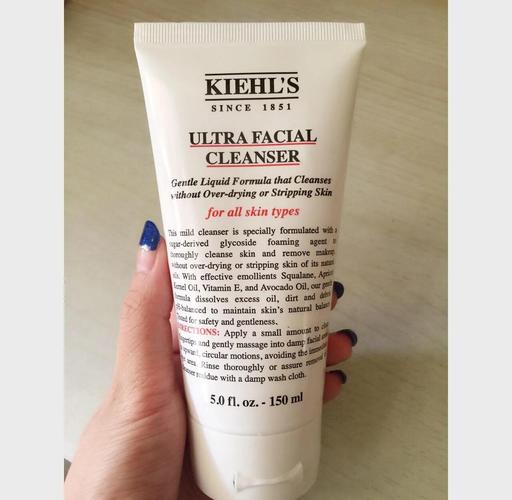 KIEHL'S
SINCE 1851
ULTRA FACIAL
CLEANSER
Gentle Liquid Formula that Cleanses
without Over-drying or Stripping Skin
for all skin types
This mild cleanser is specially formulated with a
sugar-derived glycoside foaming agent to
thoroughly cleanse skin and remove makeup
without over-drying or stripping skin of its natural
oils. With effective emollients Squalane, Apricot
Kernel Oil, Vitamin E, and Avocado Oil, our gentle
formula dissolves excess oil, dirt and debris.
pH-balanced to maintain skin's natural balance.
Tested for safety and gentleness.
DIRECTIONS: Apply a small amount to
fingertips and gently massage into damp facial
upward, circular motions, avoiding the immediate
eye area. Rinse thoroughly or assure removal of
cleanser residue with a damp wash cloth.
5.0 fl. oz. - 150 ml